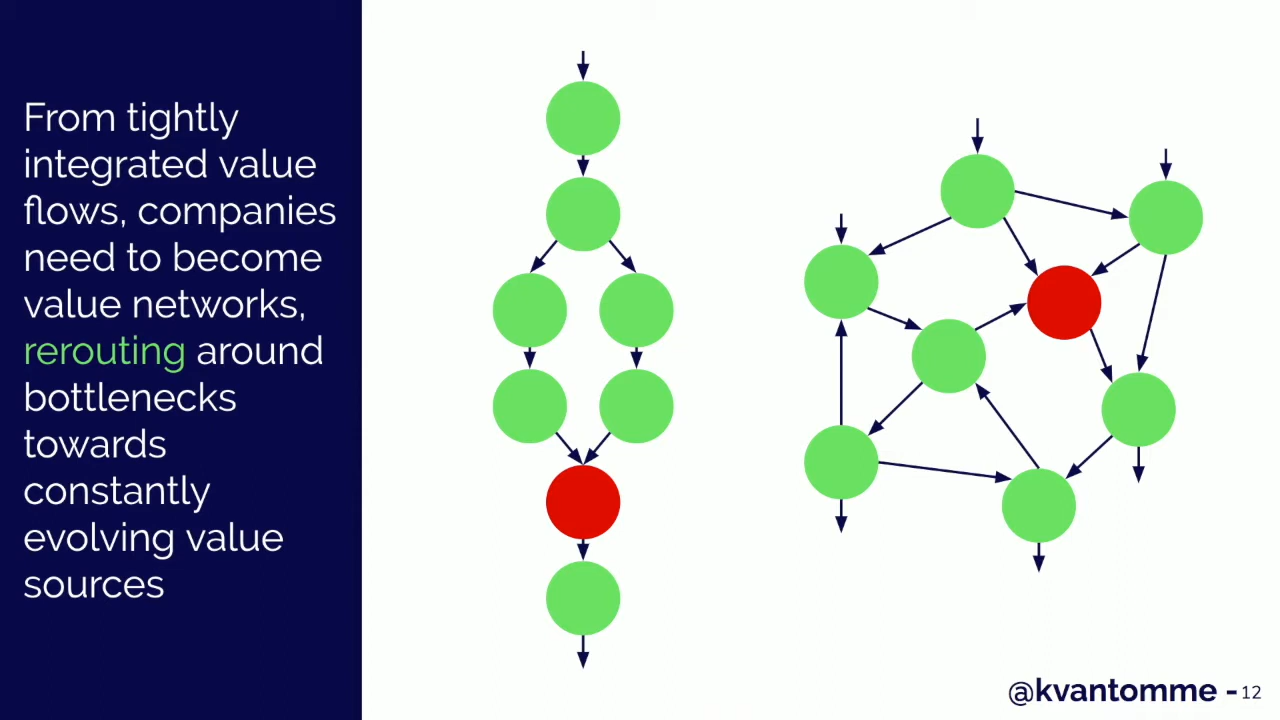 From tightly
integrated value
flows, companies
need to become
value networks,
rerouting around
bottlenecks
towards
constantly
evolving value
sources
@kvantomme - 12